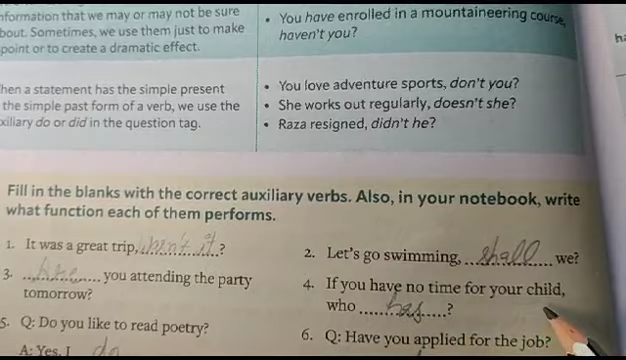 nformation that we may or may not be sure
bout. Sometimes, we use them just to make
point or to create a dramatic effect.
• You have enrolled in a mountaineering course,
haven't you?
hen a statement has the simple present
the simple past form of a verb, we use the
xiliary do or did in the question tag.
• You love adventure sports, don't you?
• She works out regularly, doesn't she?
• Raza resigned, didn't he?
Fill in the blanks with the correct auxiliary verbs. Also, in your notebook, write
what function each of them performs.
1. It was a great trip, wasn't it?
2. Let's go swimming, shall we?
3. Are you attending the party
tomorrow?
4. If you have no time for your child,
who has ?
5. Q: Do you like to read poetry?
A: Yes, I do
6. Q: Have you applied for the job?